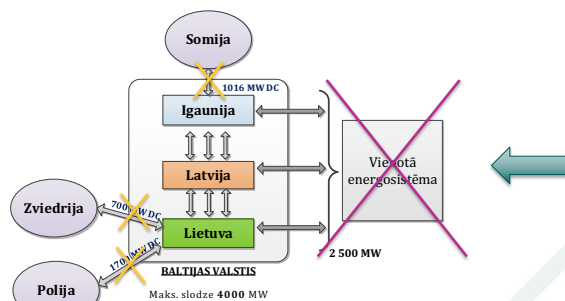 Somija
1016 MW DC
Igaunija
Vienotā
energosistēma
Latvija
Zviedrija
700 MW DC
Lietuva
2 500 MW
1700 MW DC
BALTIJAS VALSTIS
Polija
Maks. slodze 4000 MW